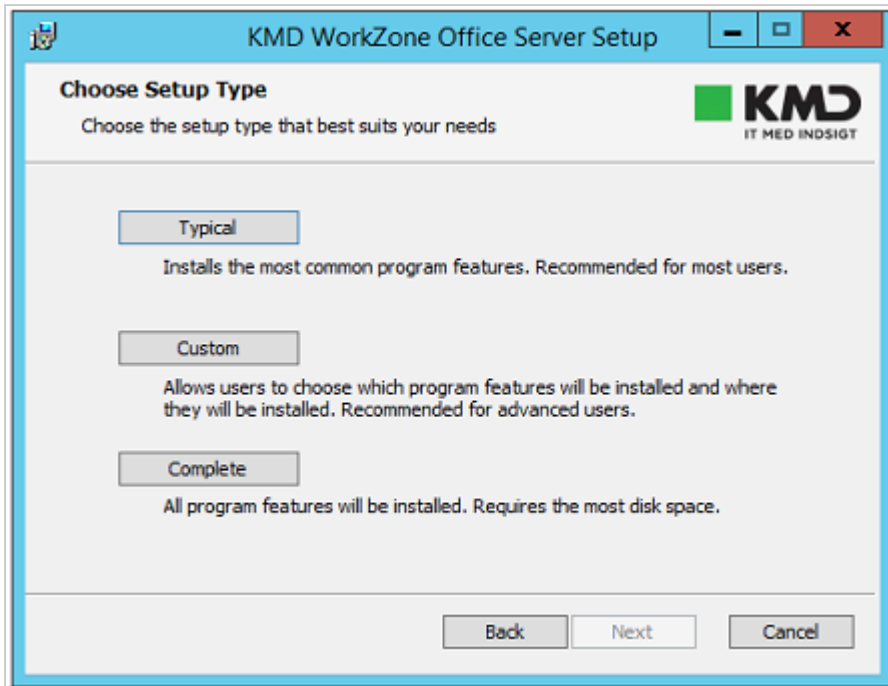 KMD WorkZone Office Server Setup
Choose Setup Type
Choose the setup type that best suits your needs
KMD
IT MED INDSIGT
Typical
Installs the most common program features. Recommended for most users.
Custom
Allows users to choose which program features will be installed and where
they will be installed. Recommended for advanced users.
Complete
All program features will be installed. Requires the most disk space.
Back
Next
Cancel